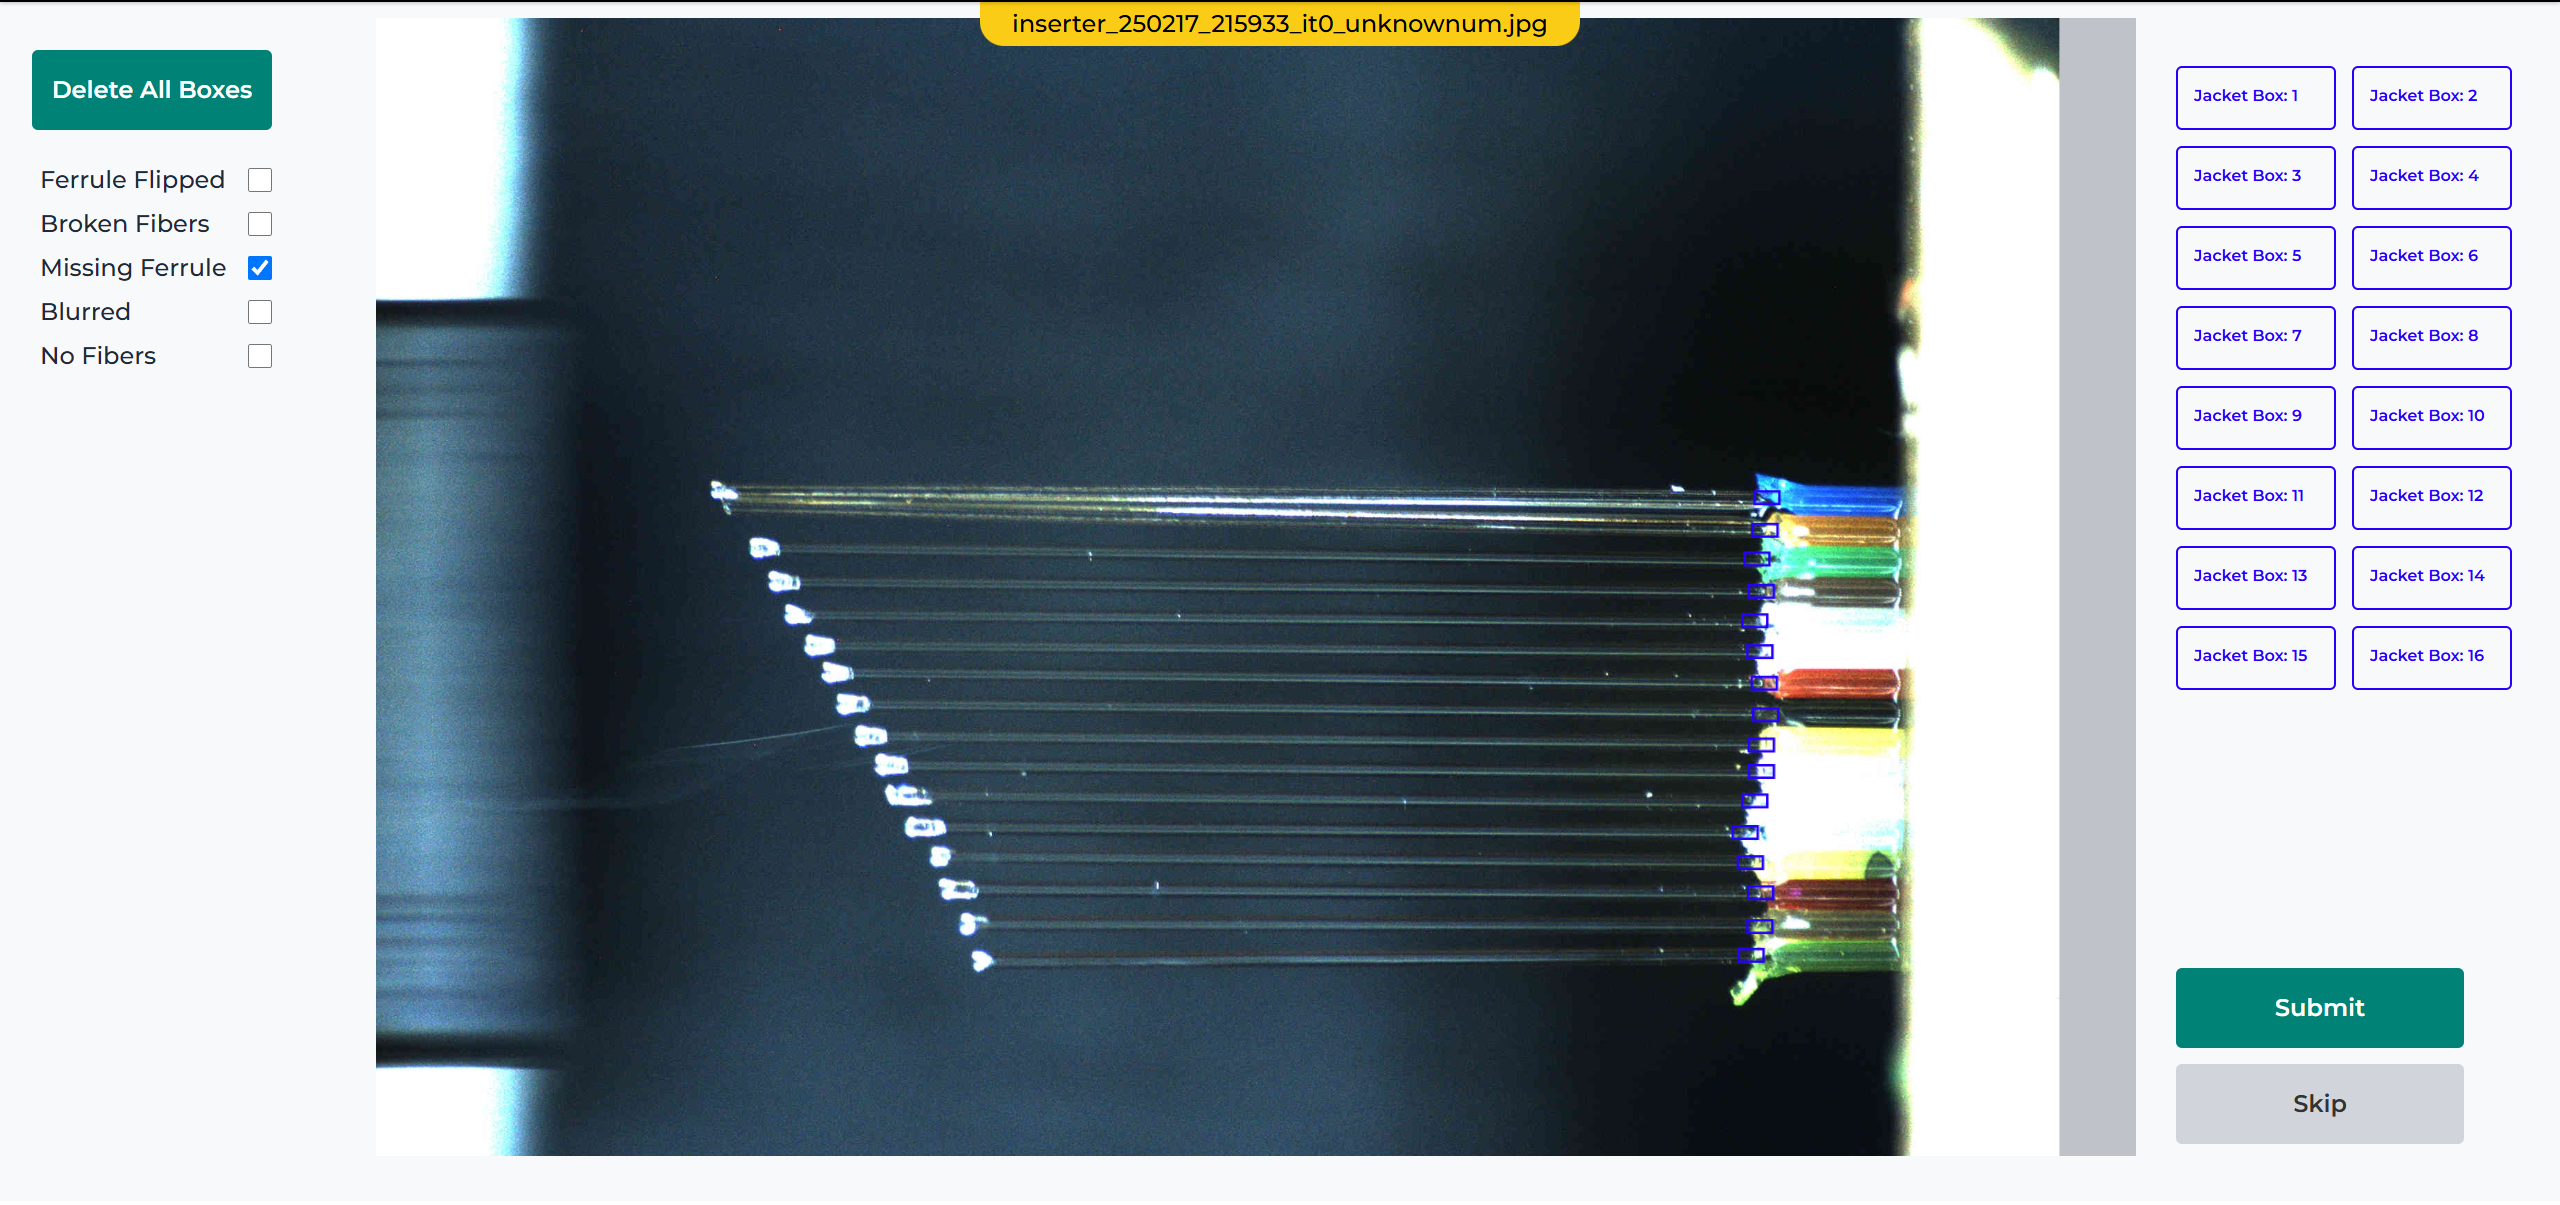 inserter_250217_215933_it0_unknownum.jpg
Delete All Boxes
Ferrule Flipped
Broken Fibers
Missing Ferrule
Blurred
No Fibers
Jacket Box: 1
Jacket Box: 2
Jacket Box: 3
Jacket Box: 4
Jacket Box: 5
Jacket Box: 6
Jacket Box: 7
Jacket Box: 8
Jacket Box: 9
Jacket Box: 10
Jacket Box: 11
Jacket Box: 12
Jacket Box: 13
Jacket Box: 14
Jacket Box: 15
Jacket Box: 16
Submit
Skip